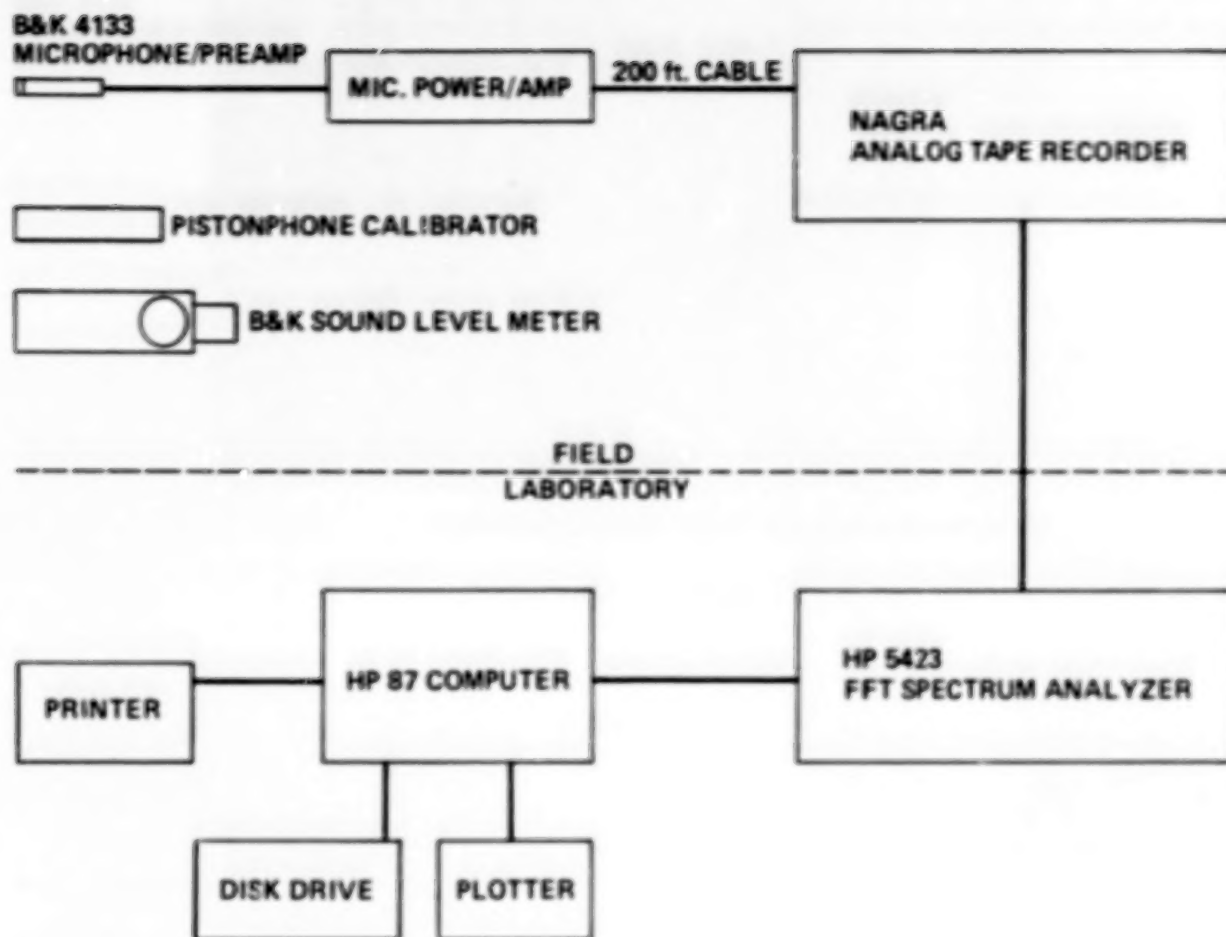 B&K 4133
MICROPHONE/PREAMP
MIC. POWER/AMP
200 ft. CABLE
NAGRA
ANALOG TAPE RECORDER
PISTONPHONE CALIBRATOR
B&K SOUND LEVEL METER
FIELD
LABORATORY
PRINTER
HP 87 COMPUTER
HP 5423
FFT SPECTRUM ANALYZER
DISK DRIVE
PLOTTER